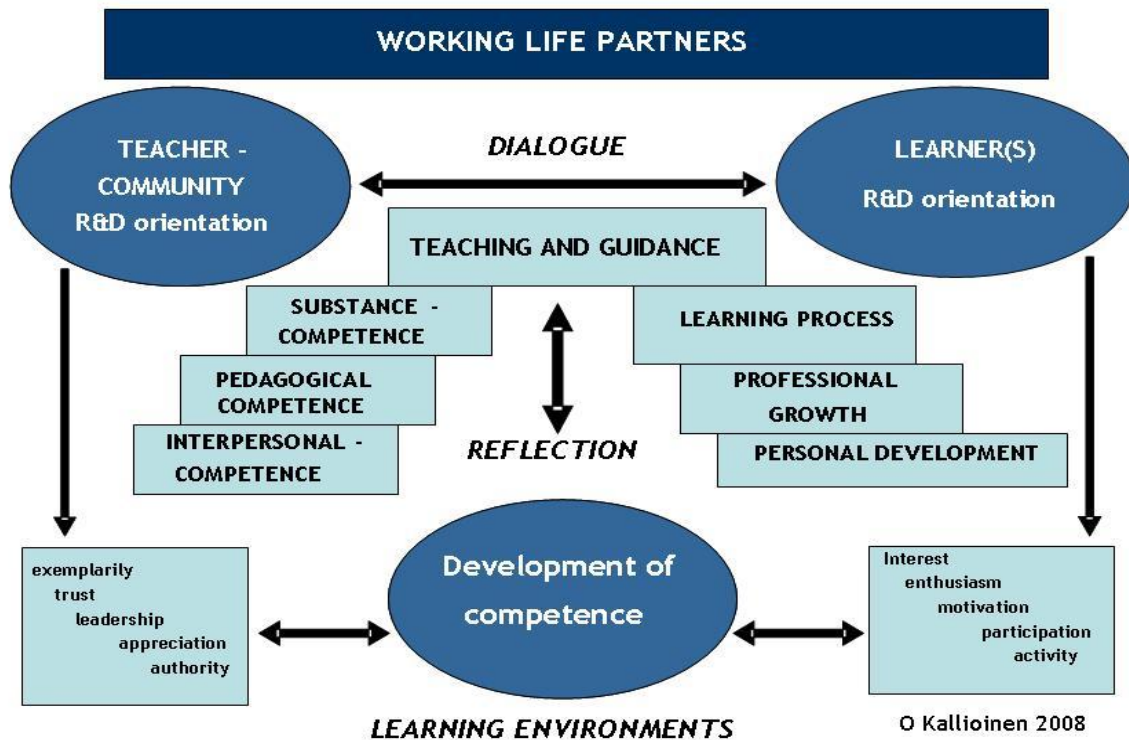 WORKING LIFE PARTNERS
TEACHER -
COMMUNITY
R&D orientation
DIALOGUE
LEARNER(S)
R&D orientation
TEACHING AND GUIDANCE
SUBSTANCE -
COMPETENCE
PEDAGOGICAL
COMPETENCE
INTERPERSONAL -
COMPETENCE
LEARNING PROCESS
PROFESSIONAL
GROWTH
PERSONAL DEVELOPMENT
REFLECTION
exemplarily
trust
leadership
appreciation
authority
Development of
competence
Interest
enthusiasm
motivation
participation
activity
LEARNING ENVIRONMENTS
O Kallioinen 2008